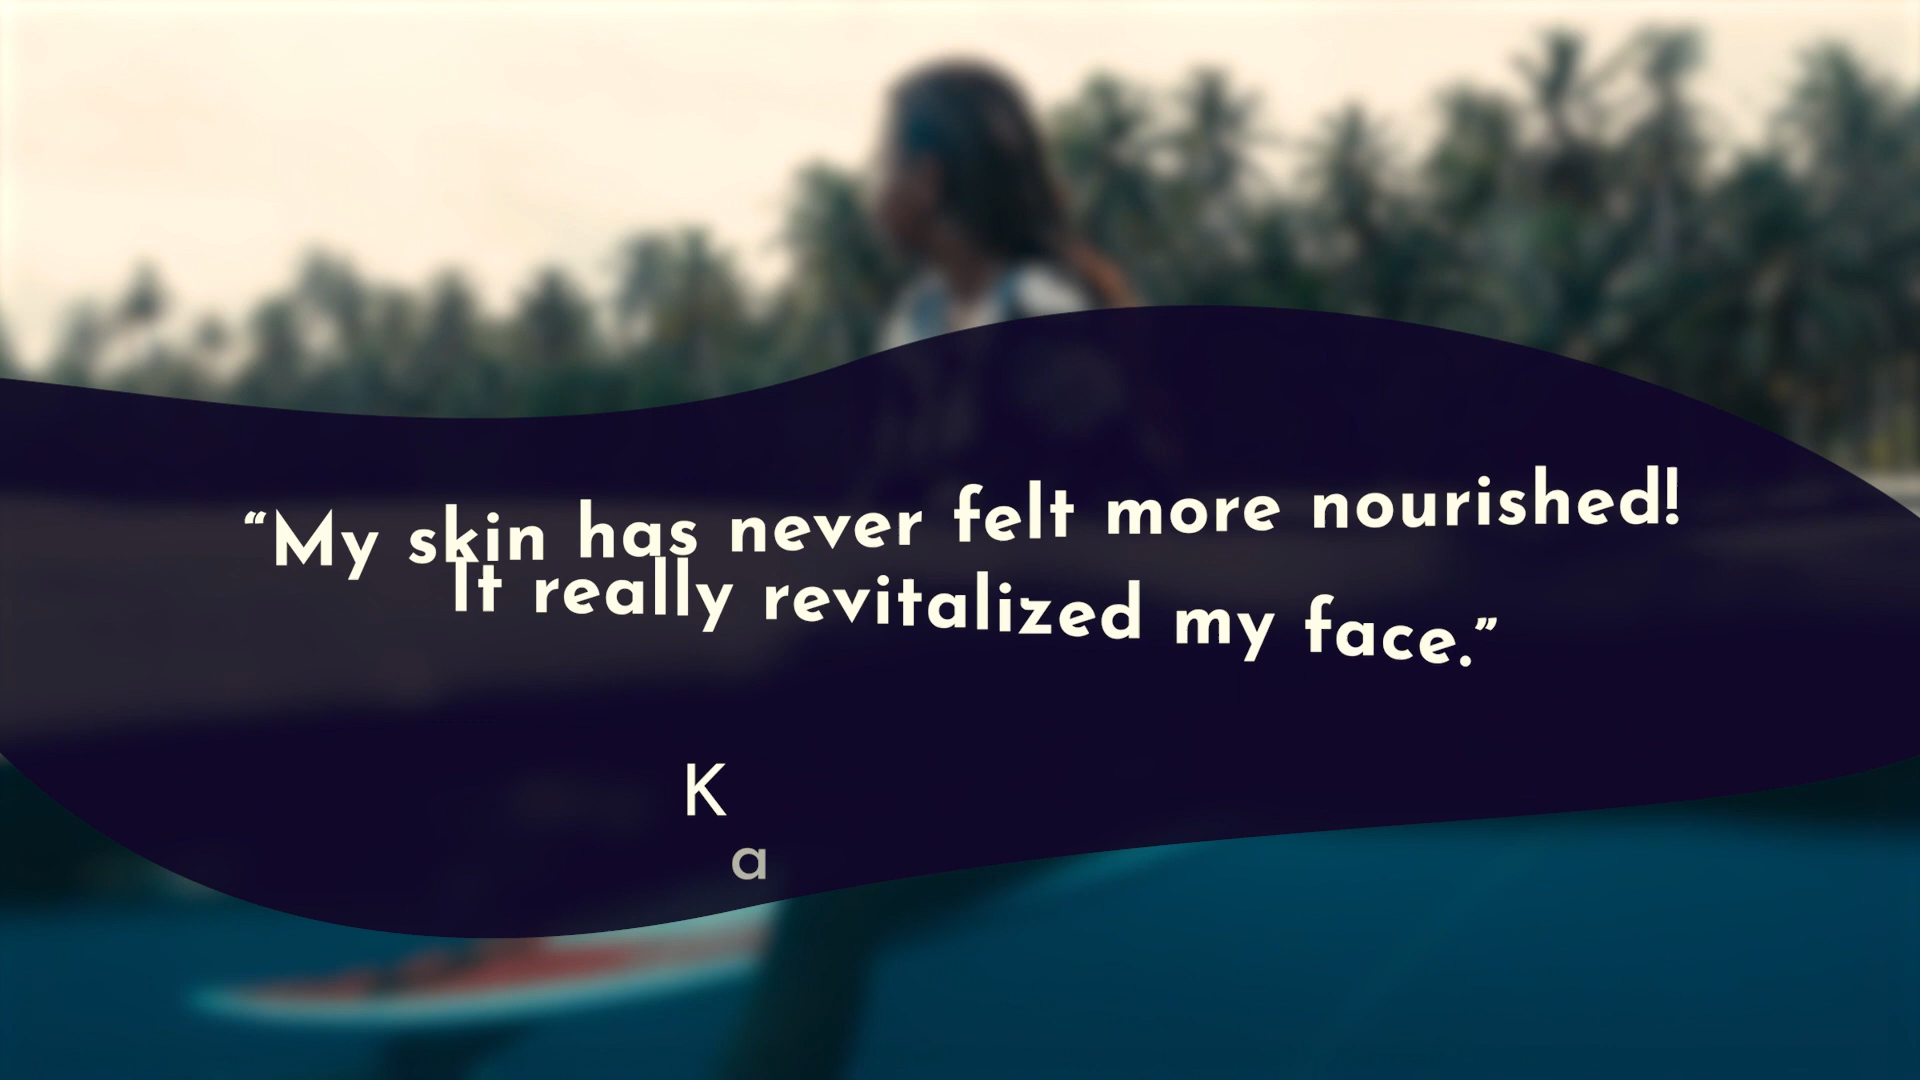 “My skin has never felt more nourished!
It really revitalized my face.”
K
a